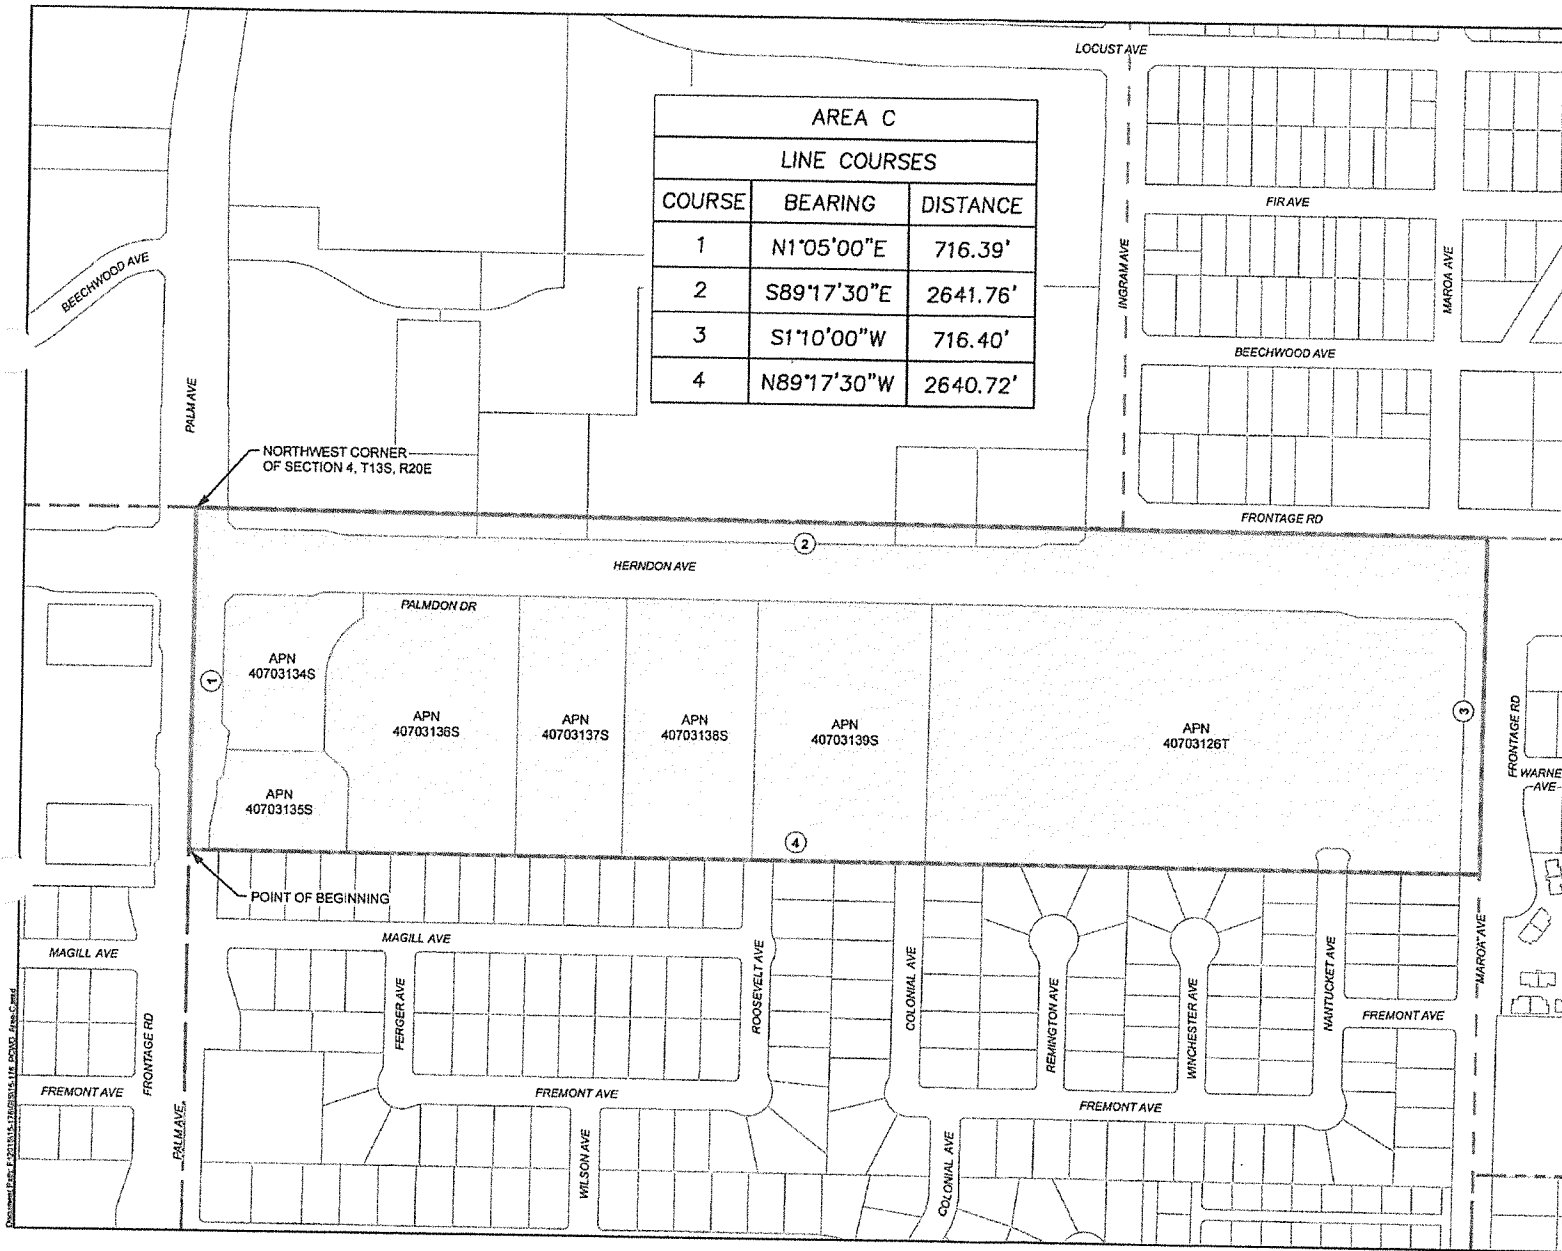 LOCUST AVE
AREA C
LINE COURSES
COURSE BEARING DISTANCE
1 N1°05'00"E 716.39'
2 S89°17'30"E 2641.76'
3 S1°10'00"W 716.40'
4 N89°17'30"W 2640.72'
FIR AVE
INGRAM AVE
MAROA AVE
BEECHWOOD AVE
BEECHWOOD AVE
PALM AVE
NORTHWEST CORNER
OF SECTION 4, T13S, R20E
FRONTAGE RD
2
HERNDON AVE
PALMDON DR
1
APN
40703134S
APN
40703136S
APN
40703137S
APN
40703138S
APN
40703139S
APN
40703126T
3
FRONTAGE RD
WARNE
AVE
APN
40703135S
4
POINT OF BEGINNING
MAGILL AVE
MAGILL AVE
FERGER AVE
ROOSEVELT AVE
COLONIAL AVE
REMINGTON AVE
WINCHESTER AVE
NANTUCKET AVE
MAROA AVE
FREMONT AVE
FRONTAGE RD
FREMONT AVE
FREMONT AVE
FREMONT AVE
PALM AVE
WILSON AVE
COLONIAL AVE